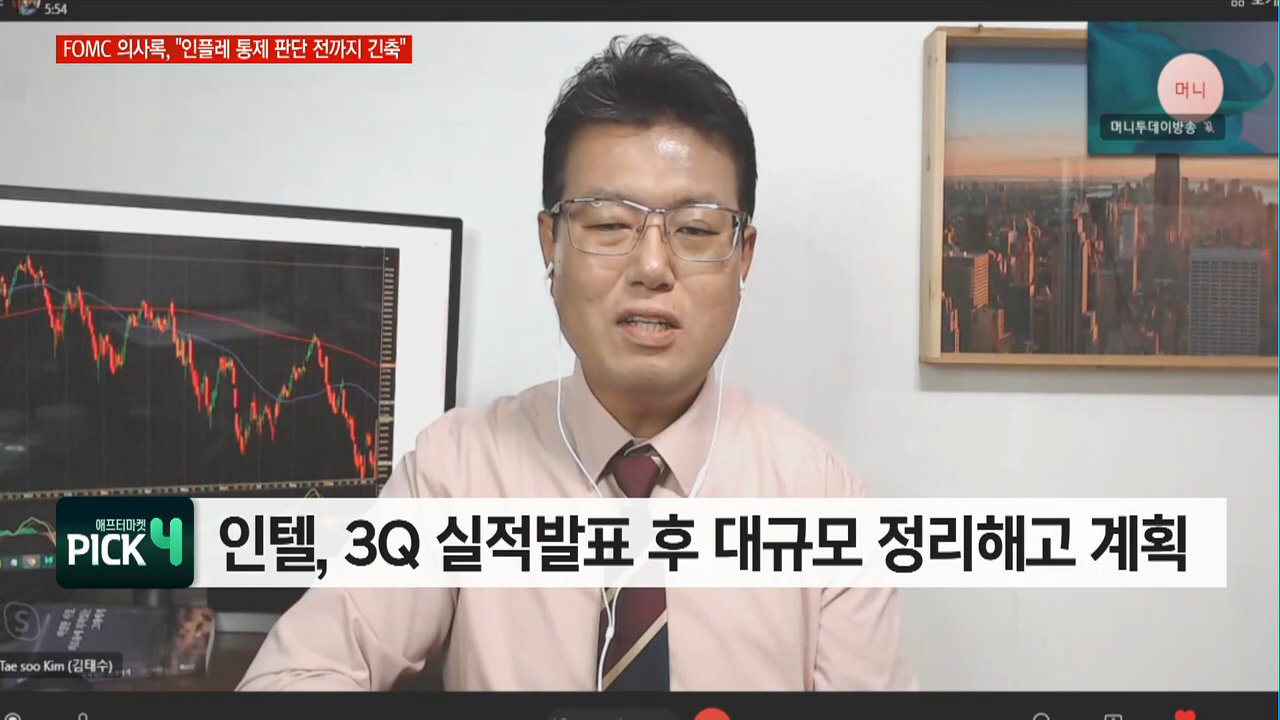 5:54
FOMC 의사록, "인플레 통제 판단 전까지 긴축"
머니
머니투데이방송
애프터마켓
PICK 4
인텔, 3Q 실적발표 후 대규모 정리해고 계획
S
Tae soo Kim (김태수)